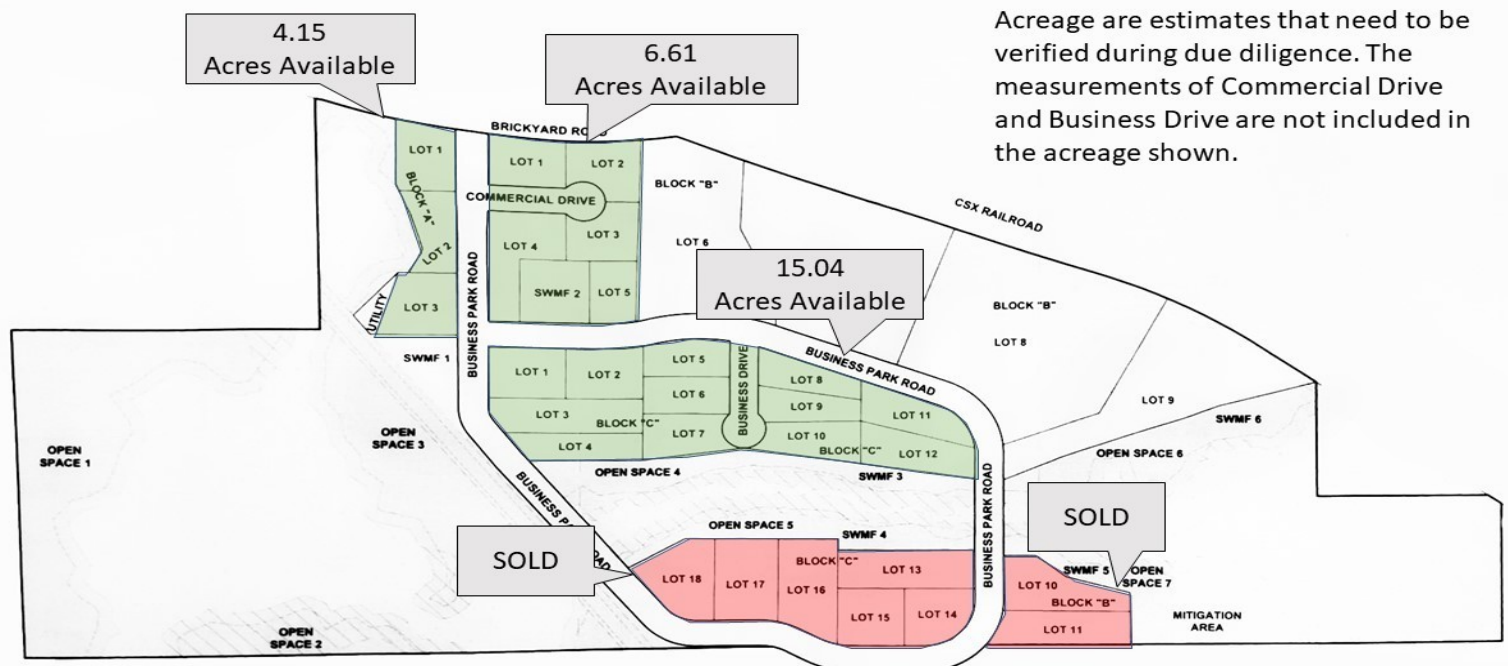 4.15
Acres Available
6.61
Acres Available
Acreage are estimates that need to be
verified during due diligence. The
measurements of Commercial Drive
and Business Drive are not included in
the acreage shown.
BRICKYARD ROAD
LOT 1
BLOCK "A"
LOT 2
LOT 3
UTILITY
SWMF 1
BUSINESS PARK ROAD
LOT 1
LOT 2
COMMERCIAL DRIVE
LOT 4
LOT 3
SWMF 2
LOT 5
BLOCK "B"
LOT 6
CSX RAILROAD
15.04
Acres Available
BLOCK "B"
LOT 8
BUSINESS PARK ROAD
LOT 9
SWMF 6
OPEN SPACE 6
LOT 1
LOT 2
LOT 3
BLOCK "C"
LOT 4
LOT 5
LOT 6
LOT 7
BUSINESS DRIVE
LOT 8
LOT 9
LOT 10
BLOCK "C"
LOT 11
LOT 12
OPEN
SPACE 1
OPEN
SPACE 3
OPEN SPACE 4
SWMF 3
BUSINESS PARK ROAD
BUSINESS PARK ROAD
SOLD
SOLD
OPEN SPACE 5
SWMF 4
LOT 18
LOT 17
BLOCK "C"
LOT 16
LOT 13
LOT 15
LOT 14
SWMF 5
OPEN
SPACE 7
LOT 10
BLOCK "B"
LOT 11
MITIGATION
AREA
OPEN
SPACE 2